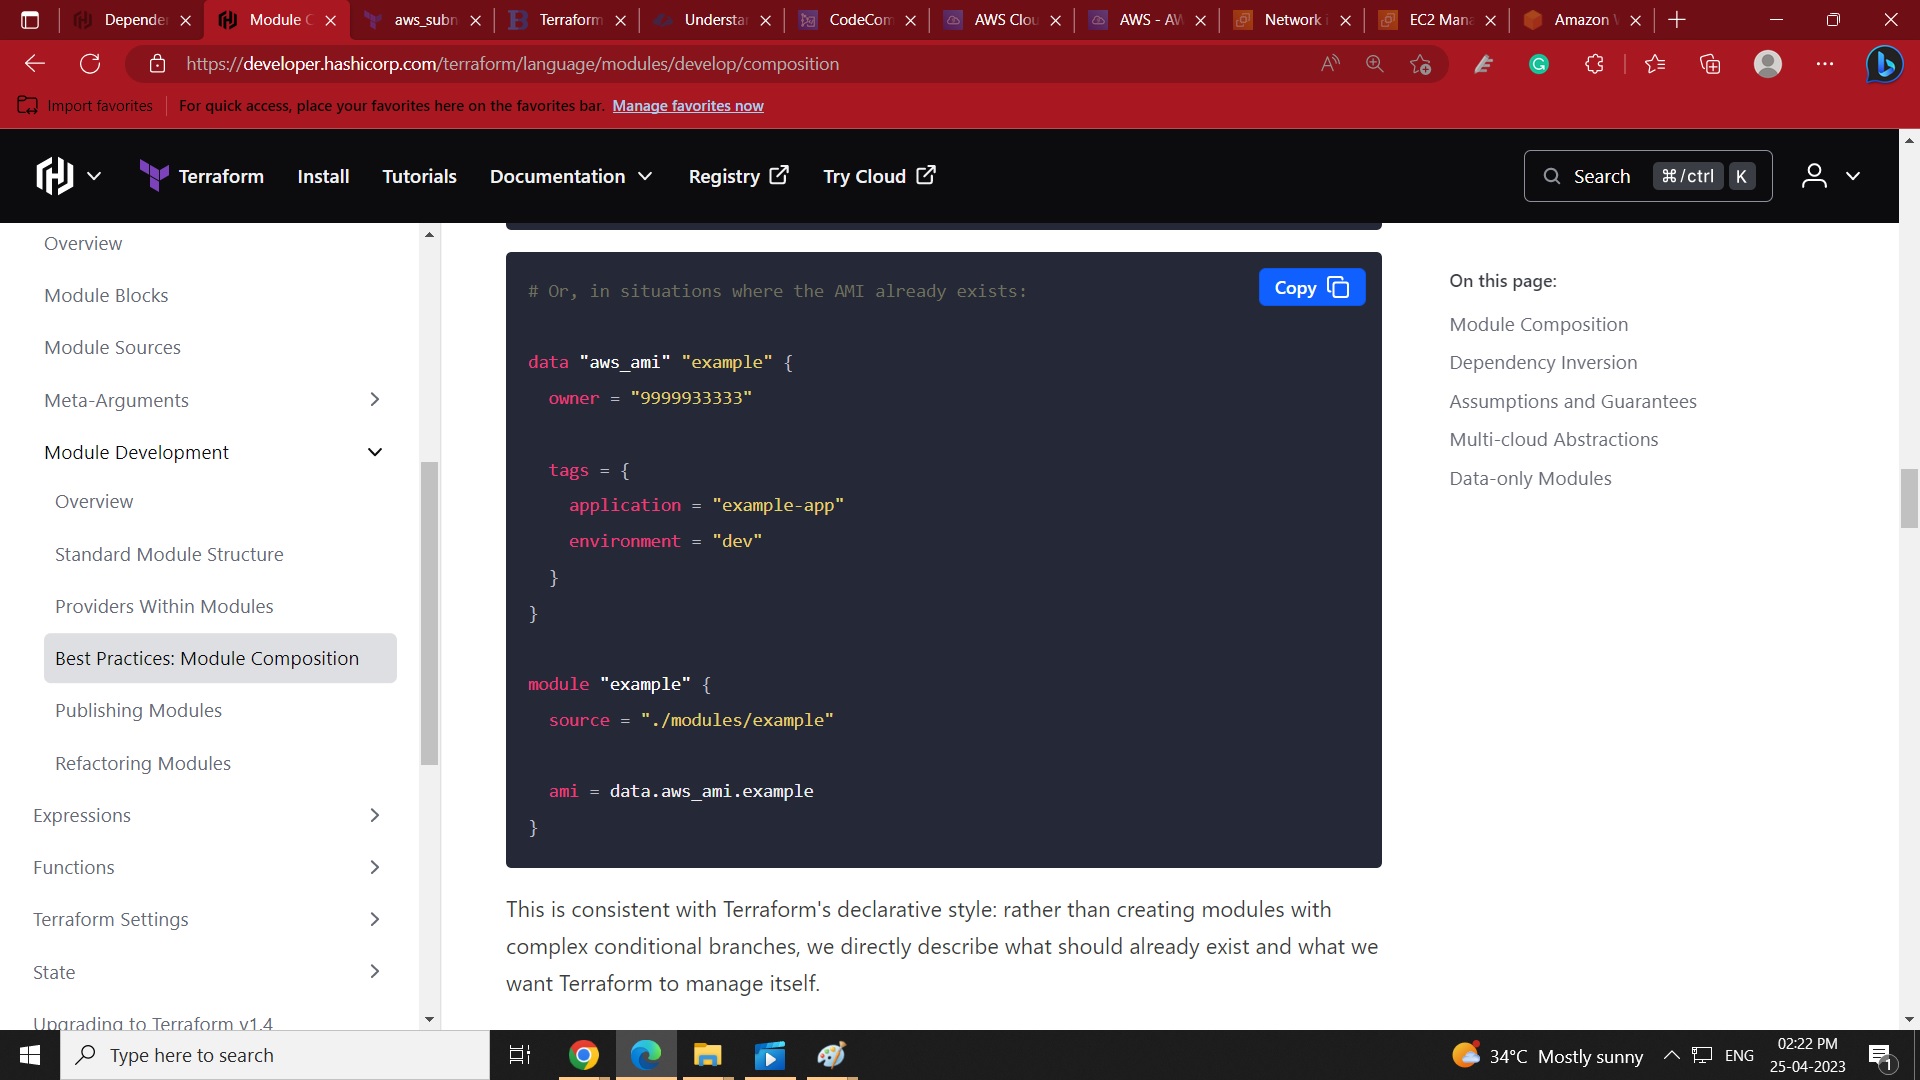 Depende
Module C
aws_subn
Terraform
Understa
CodeCom
AWS Clou
AWS - AW
Network i
EC2 Mana
Amazon
https://developer.hashicorp.com/terraform/language/modules/develop/composition
Import favorites
For quick access, place your favorites here on the favorites bar. Manage favorites now
Terraform
Install
Tutorials
Documentation
Registry
Try Cloud
Search
⌘/ctrl
K
Overview
Module Blocks
Module Sources
Meta-Arguments
Module Development
Overview
Standard Module Structure
Providers Within Modules
Best Practices: Module Composition
Publishing Modules
Refactoring Modules
Expressions
Functions
Terraform Settings
State
Upgrading to Terraform v1.4
Copy
# Or, in situations where the AMI already exists:
data "aws_ami" "example" {
owner = "9999933333"
tags = {
application = "example-app"
environment = "dev"
}
}
module "example" {
source = "./modules/example"
ami = data.aws_ami.example
}
This is consistent with Terraform's declarative style: rather than creating modules with
complex conditional branches, we directly describe what should already exist and what we
want Terraform to manage itself.
On this page:
Module Composition
Dependency Inversion
Assumptions and Guarantees
Multi-cloud Abstractions
Data-only Modules
Type here to search
34°C Mostly sunny
ENG
02:22 PM
25-04-2023
1